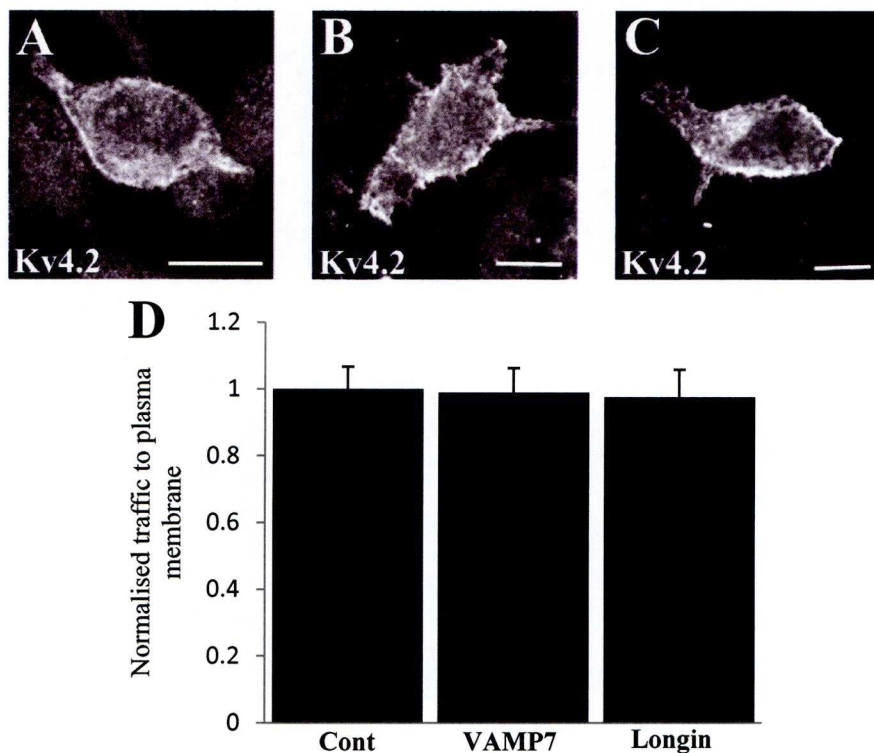 A
B
C
Kv4.2
Kv4.2
Kv4.2
D
Normalised traffic to plasma
membrane
1.2
1
0.8
0.6
0.4
0.2
0
Cont
VAMP7
Longin